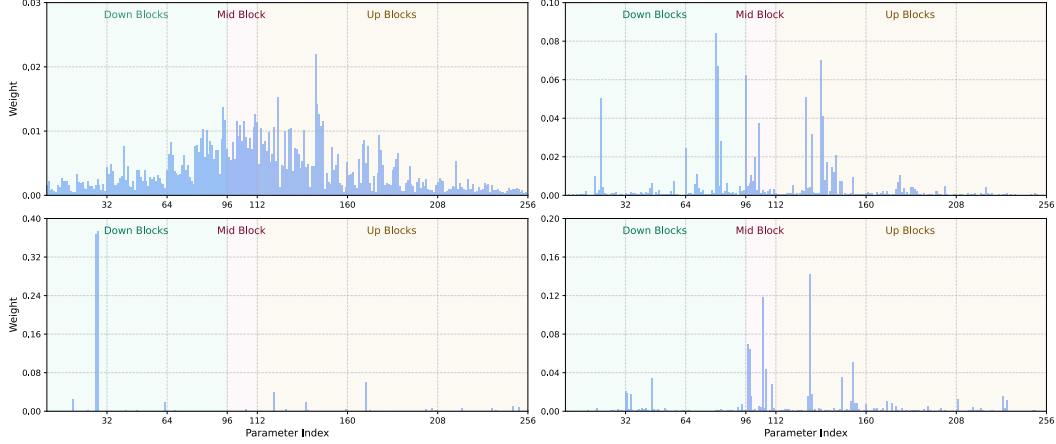 0.03
Down Blocks Mid Block Up Blocks
0.02
Weight
0.01
0.00
32 64 96 112 160 208 256
0.10
Down Blocks Mid Block Up Blocks
0.08
0.06
0.04
0.02
0.00
32 64 96 112 160 208 256
0.40
Down Blocks Mid Block Up Blocks
0.32
0.24
Weight
0.16
0.08
0.00
32 64 96 112 160 208 256
Parameter Index
0.20
Down Blocks Mid Block Up Blocks
0.16
0.12
0.08
0.04
0.00
32 64 96 112 160 208 256
Parameter Index